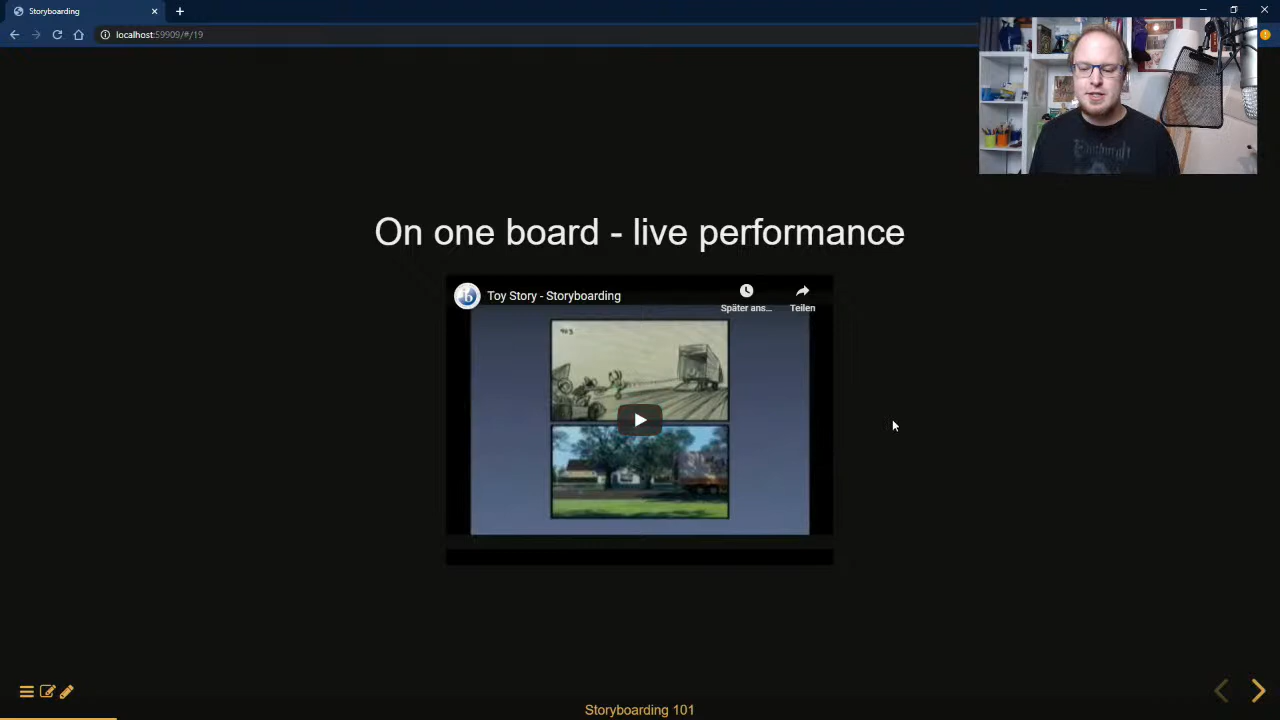 Storyboarding
localhost:59909/#/19
On one board - live performance
Toy Story - Storyboarding
Später ans...
Teilen
Storyboarding 101